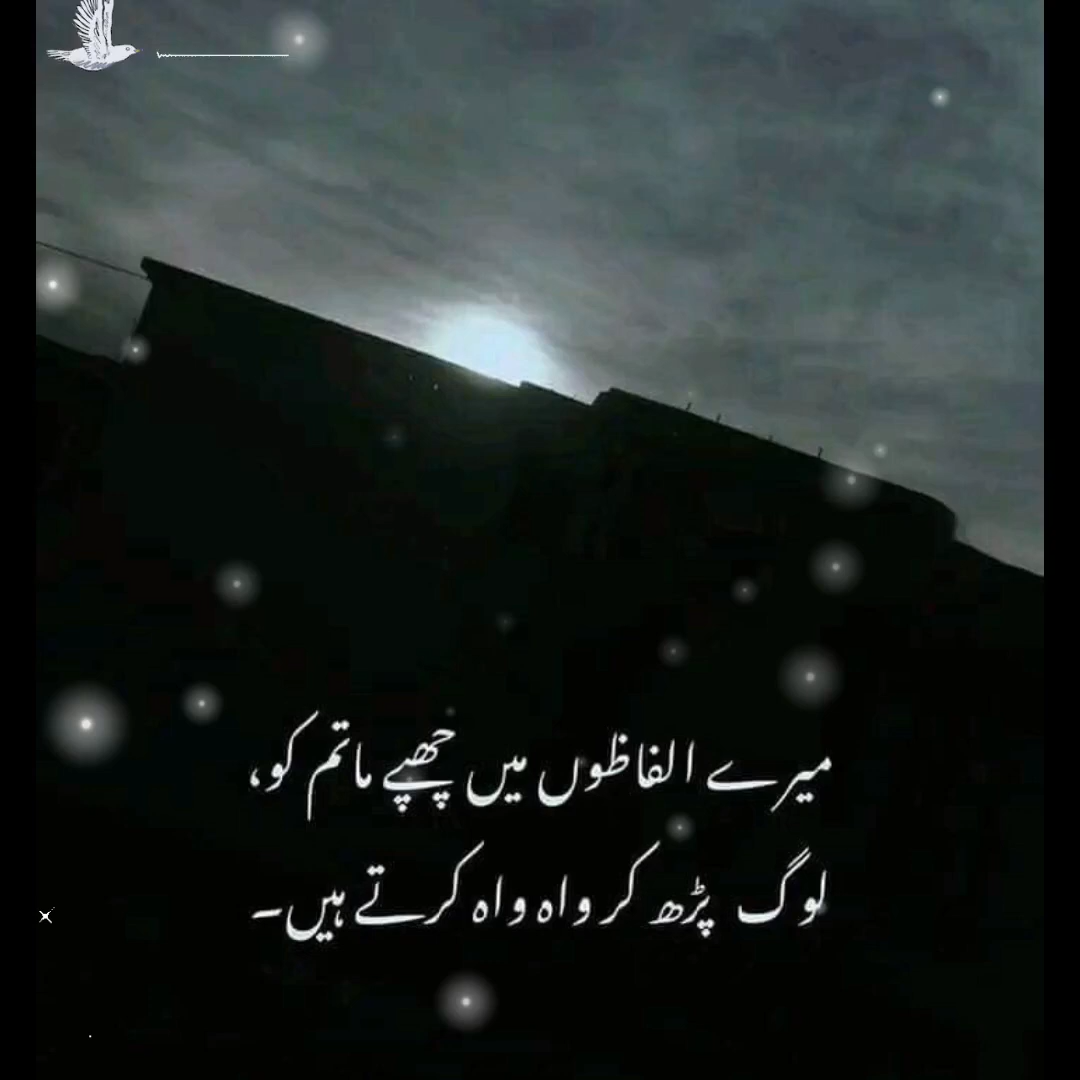 میرے الفاظوں میں چھپے ماتم کو،
لوگ پڑھ کر واہ واہ کرتے ہیں۔